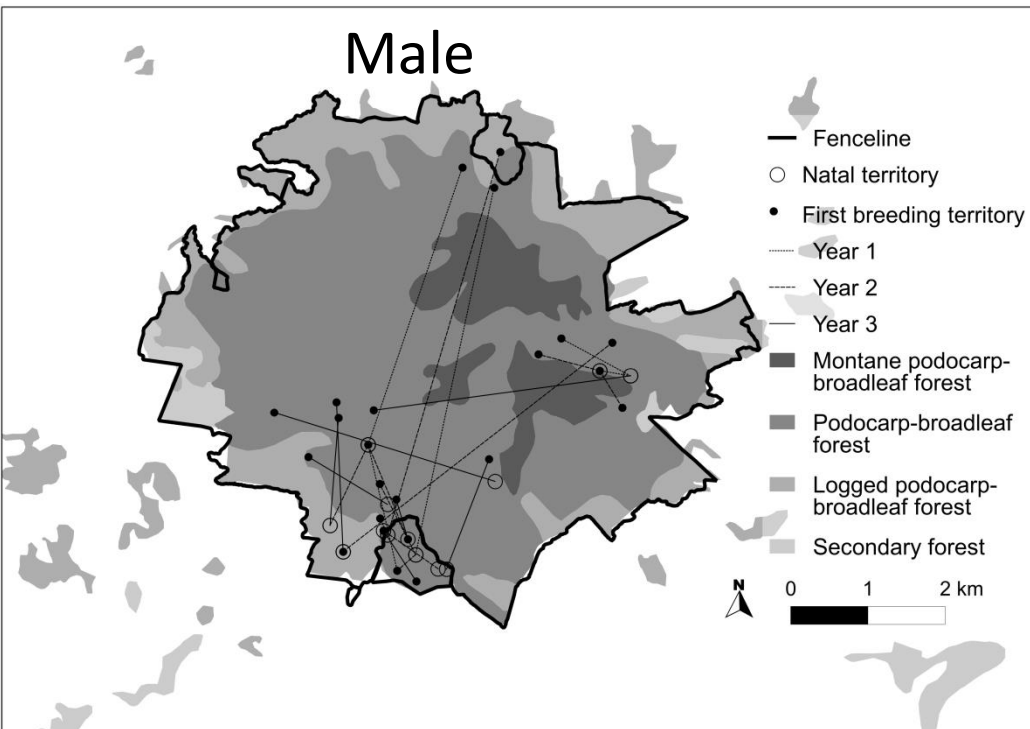 Male
Fenceline
Natal territory
First breeding territory
Year 1
Year 2
Year 3
Montane podocarp-
broadleaf forest
Podocarp-broadleaf
forest
Logged podocarp-
broadleaf forest
Secondary forest
N
0 1 2 km